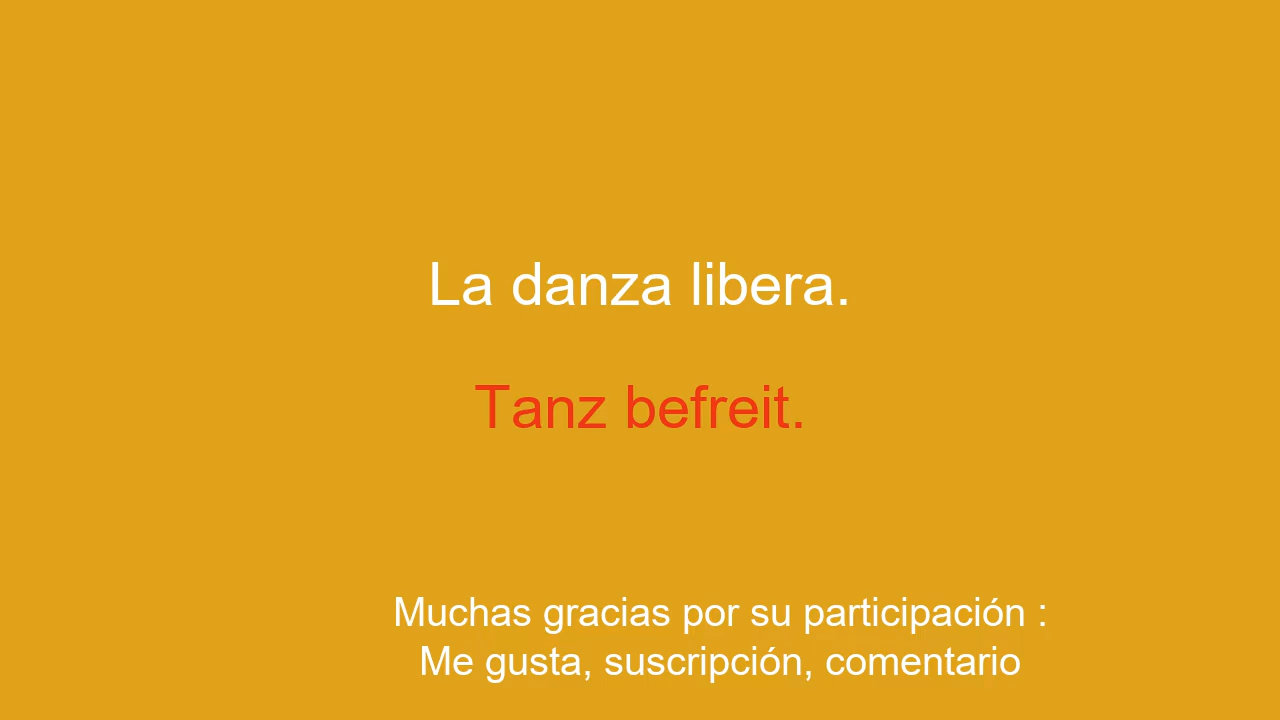 La danza libera.
Tanz befreit.
Muchas gracias por su participación :
Me gusta, suscripción, comentario